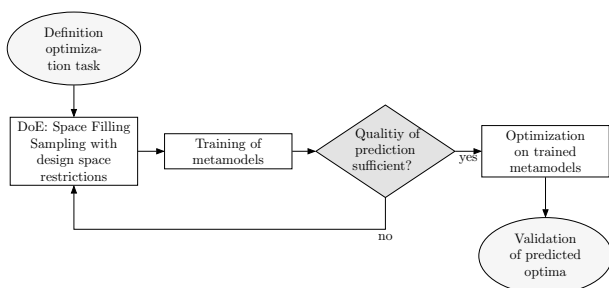 Definition
optimiza-
tion task
DoE: Space Filling
Sampling with
design space
restrictions
Training of
metamodels
Qualitiy of
prediction
sufficient?
yes
no
Optimization
on trained
metamodels
Validation
of predicted
optima